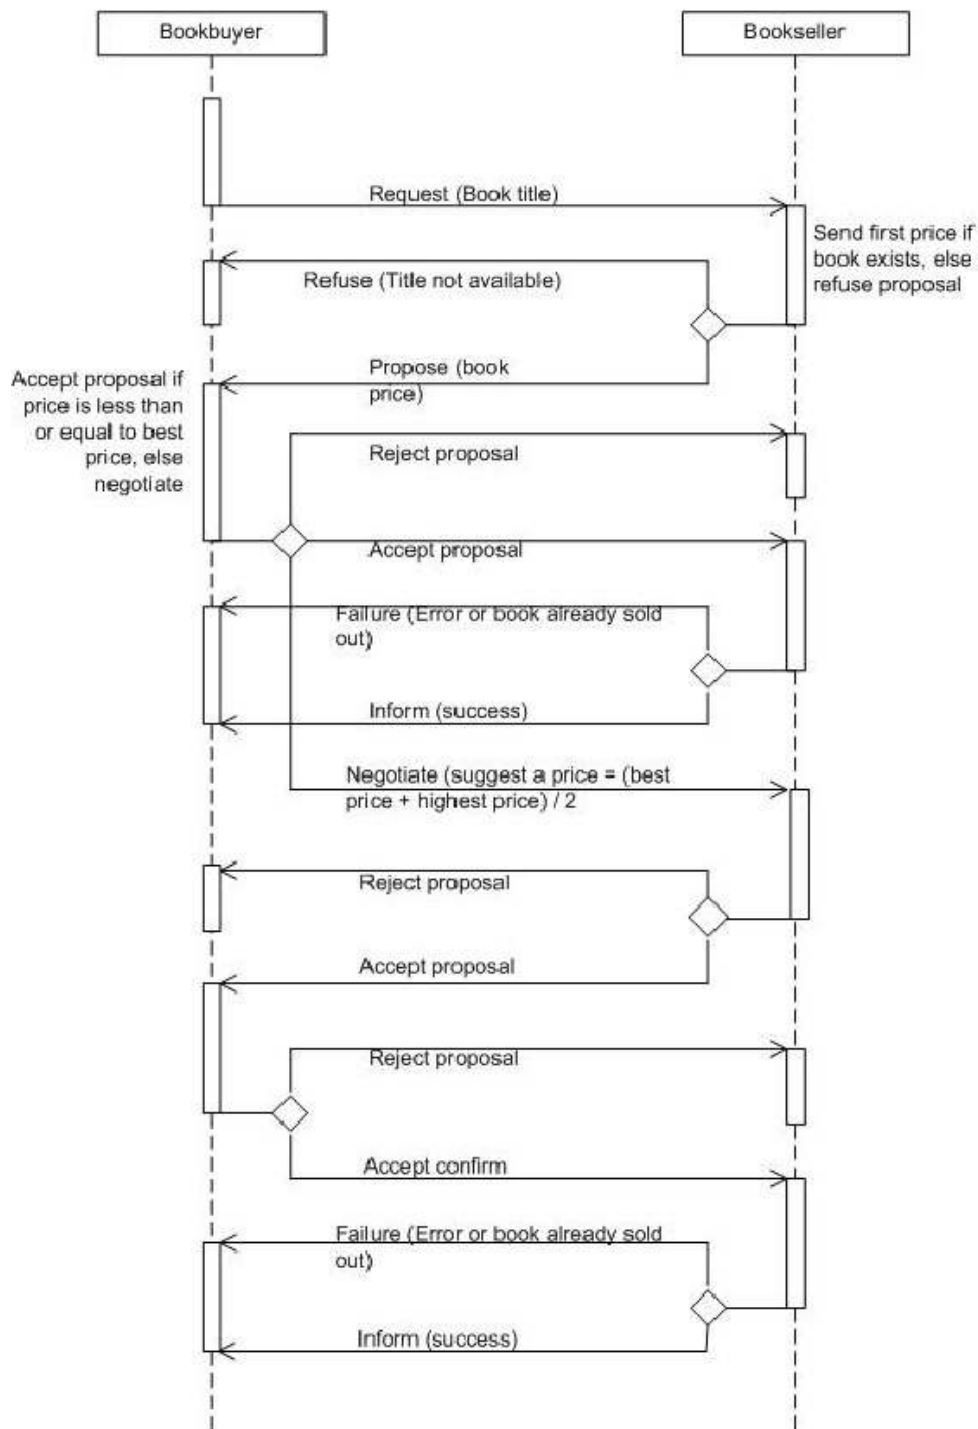 Bookbuyer
Bookseller
Request (Book title)
Send first price if
book exists, else
refuse proposal
Refuse (Title not available)
Propose (book
price)
Accept proposal if
price is less than
or equal to best
price, else
negotiate
Reject proposal
Accept proposal
Failure (Error or book already sold
out)
Inform (success)
Negotiate (suggest a price = (best
price + highest price) / 2
Reject proposal
Accept proposal
Reject proposal
Accept confirm
Failure (Error or book already sold
out)
Inform (success)